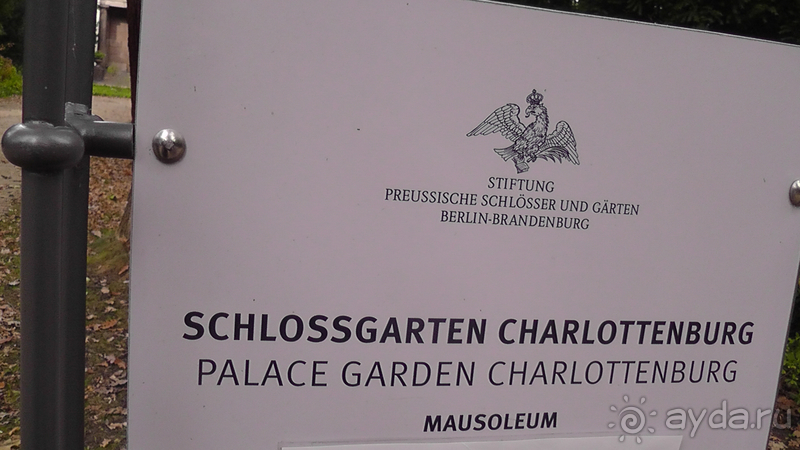 STIFTUNG
PREUSSISCHE SCHLÖSSER UND GÄRTEN
BERLIN-BRANDENBURG
SCHLOSSGARTEN CHARLOTTENBURG
PALACE GARDEN CHARLOTTENBURG
MAUSOLEUM
ayda.ru